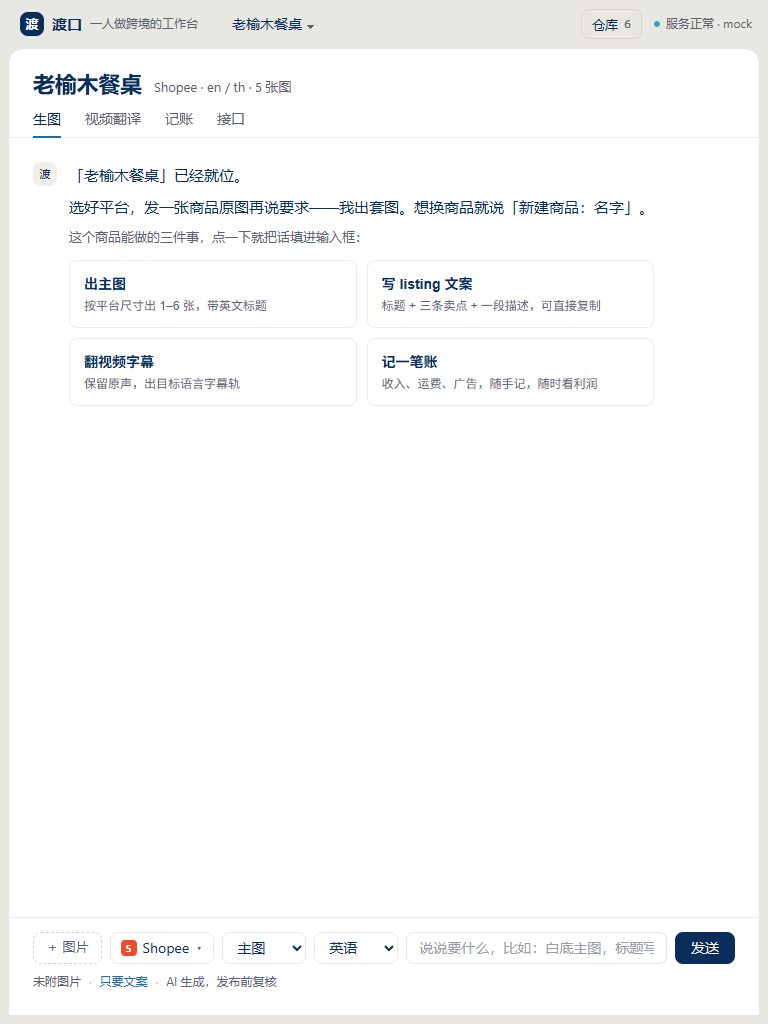 渡 渡口 一人做跨境的工作台 老榆木餐桌 仓库 6 服务正常 · mock
老榆木餐桌 Shopee · en / th · 5 张图
生图 视频翻译 记账 接口
渡 「老榆木餐桌」已经就位。
选好平台，发一张商品原图再说要求——我出套图。想换商品就说「新建商品：名字」。
这个商品能做的三件事，点一下就把话填进输入框：
出主图
按平台尺寸出 1–6 张，带英文标题
写 listing 文案
标题 + 三条卖点 + 一段描述，可直接复制
翻视频字幕
保留原声，出目标语言字幕轨
记一笔账
收入、运费、广告，随手记，随时看利润
+ 图片 S Shopee 主图 英语 说说要什么，比如：白底主图，标题写 发送
未附图片 · 只要文案 · AI 生成，发布前复核